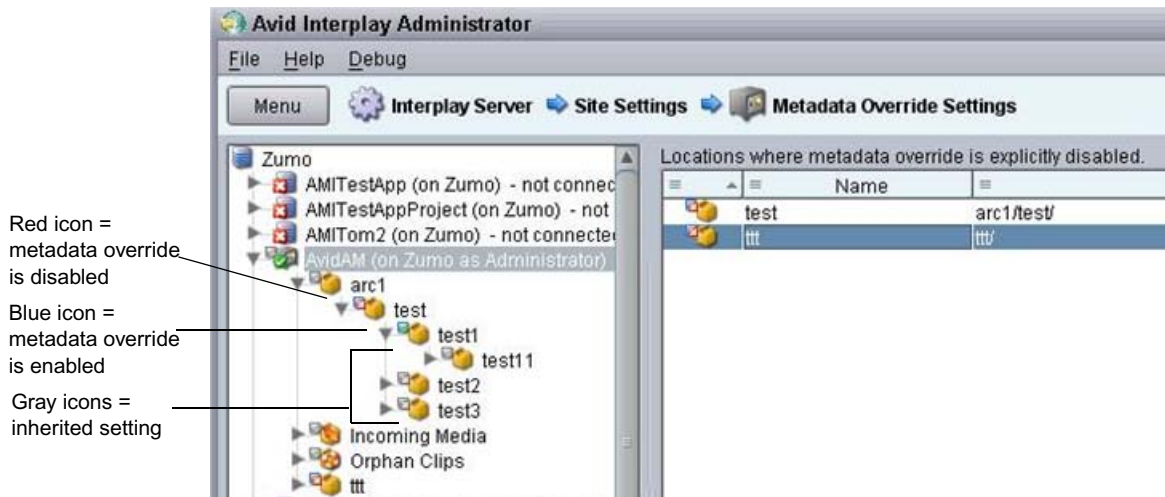 Avid Interplay Administrator
File Help Debug
Menu Interplay Server Site Settings Metadata Override Settings
Zumo
AMITestApp (on Zumo) - not connec
AMITestAppProject (on Zumo) - not
AMITom2 (on Zumo) - not connecte
AvidAM (on Zumo as Administrator)
arc1
test
test1
test11
test2
test3
Incoming Media
Orphan Clips
ttt
Locations where metadata override is explicitly disabled.
Name
test arc1/test/
ttt ttt/
Red icon =
metadata override
is disabled
Blue icon =
metadata override
is enabled
Gray icons =
inherited setting